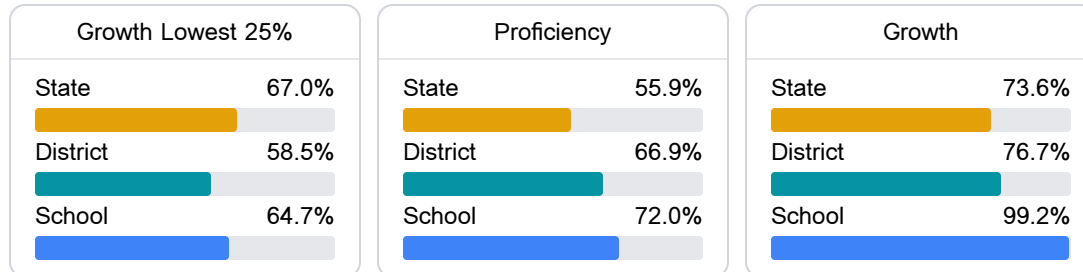 Growth Lowest 25%
State 67.0%
District 58.5%
School 64.7%
Proficiency
State 55.9%
District 66.9%
School 72.0%
Growth
State 73.6%
District 76.7%
School 99.2%